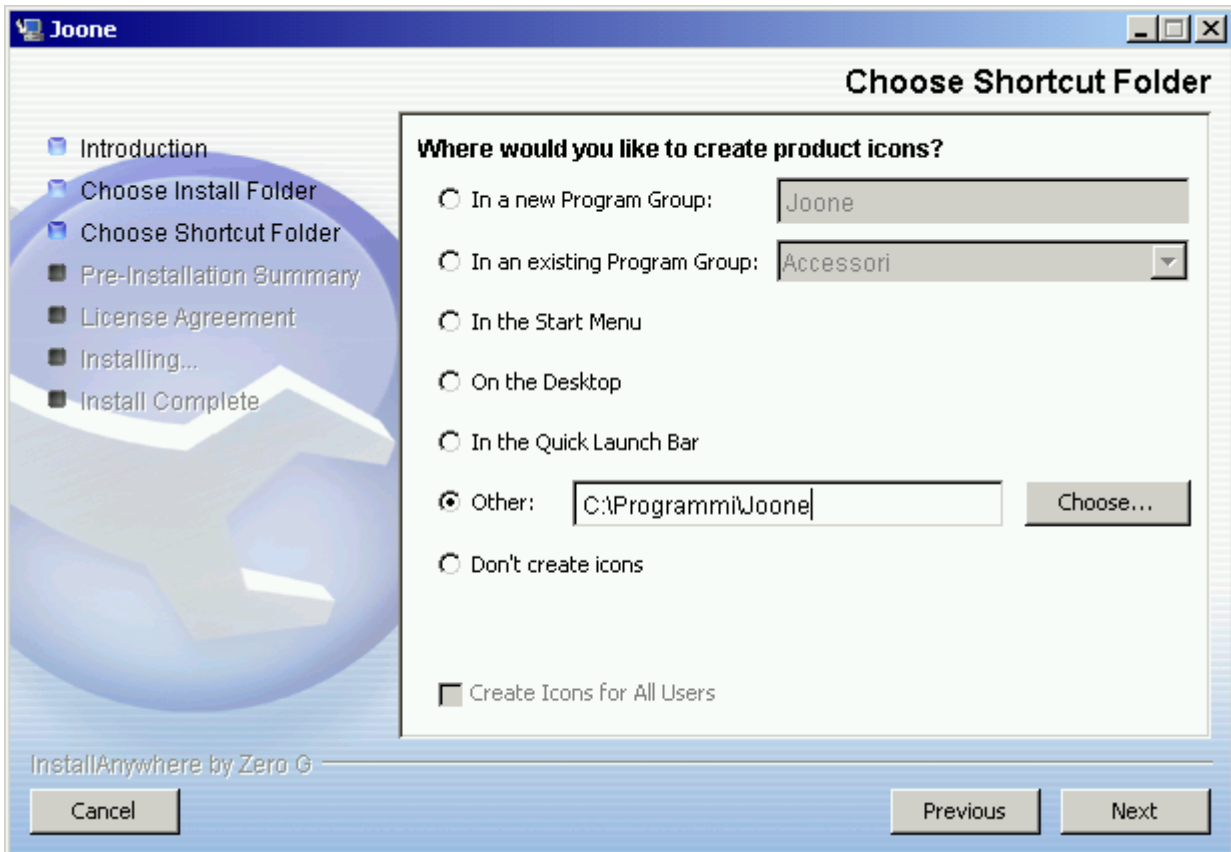 Joone
Choose Shortcut Folder
Introduction
Choose Install Folder
Choose Shortcut Folder
Pre-Installation Summary
License Agreement
Installing...
Install Complete
Where would you like to create product icons?
In a new Program Group: Joone
In an existing Program Group: Accessori
In the Start Menu
On the Desktop
In the Quick Launch Bar
Other: C:\Programmi\Joone Choose...
Don't create icons
Create Icons for All Users
InstallAnywhere by Zero G
Cancel Previous Next